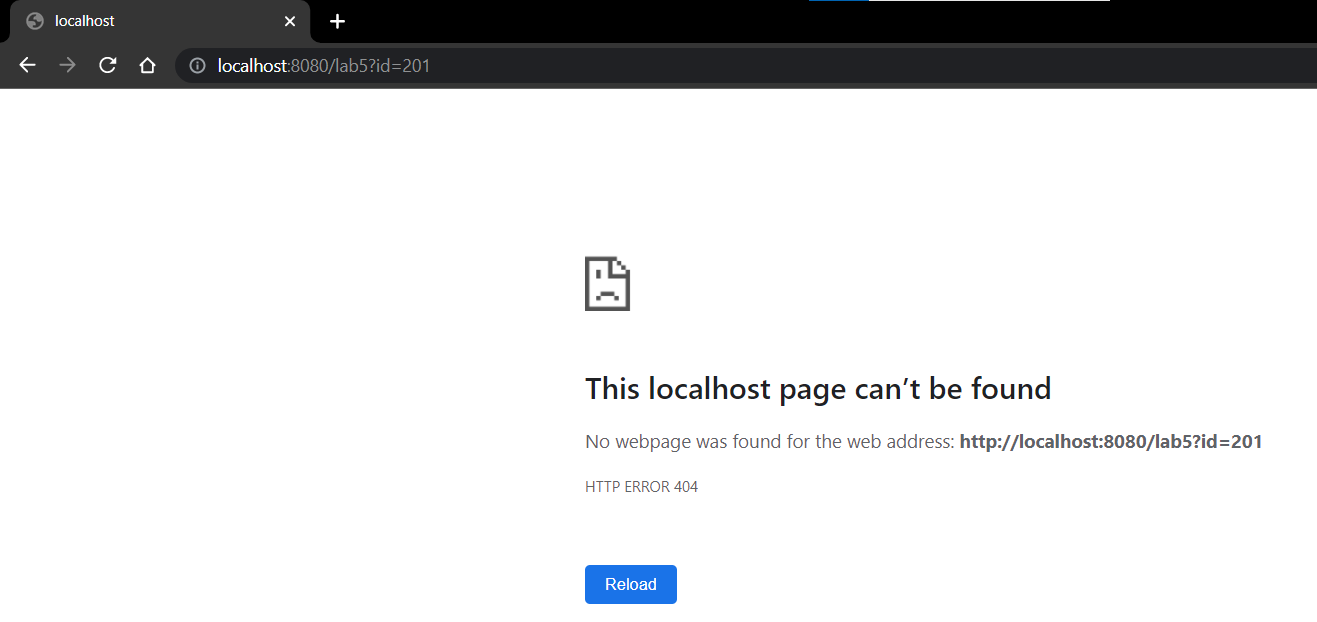 localhost
localhost:8080/lab5?id=201
This localhost page can’t be found
No webpage was found for the web address: http://localhost:8080/lab5?id=201
HTTP ERROR 404
Reload